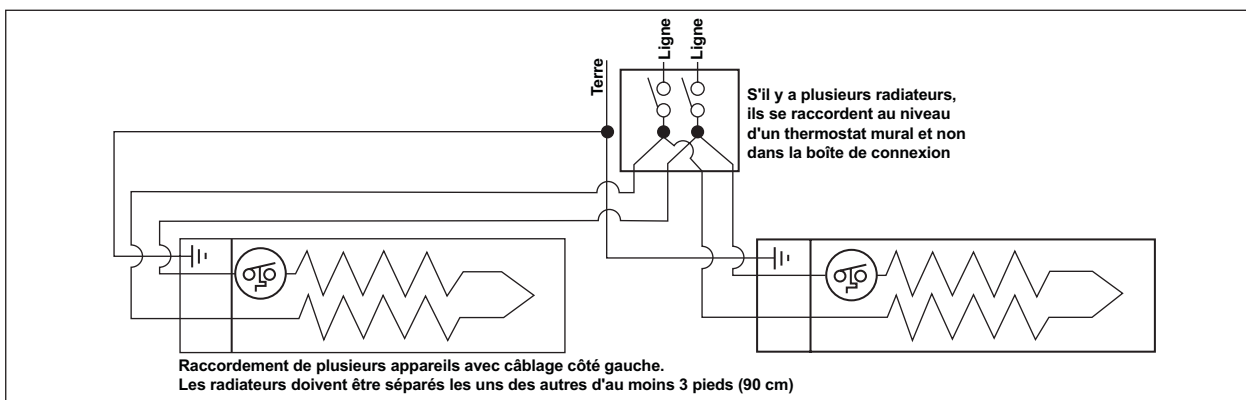 Terre
Ligne
Ligne
S'il y a plusieurs radiateurs,
ils se raccordent au niveau
d'un thermostat mural et non
dans la boîte de connexion
Raccordement de plusieurs appareils avec câblage côté gauche.
Les radiateurs doivent être séparés les uns des autres d'au moins 3 pieds (90 cm)